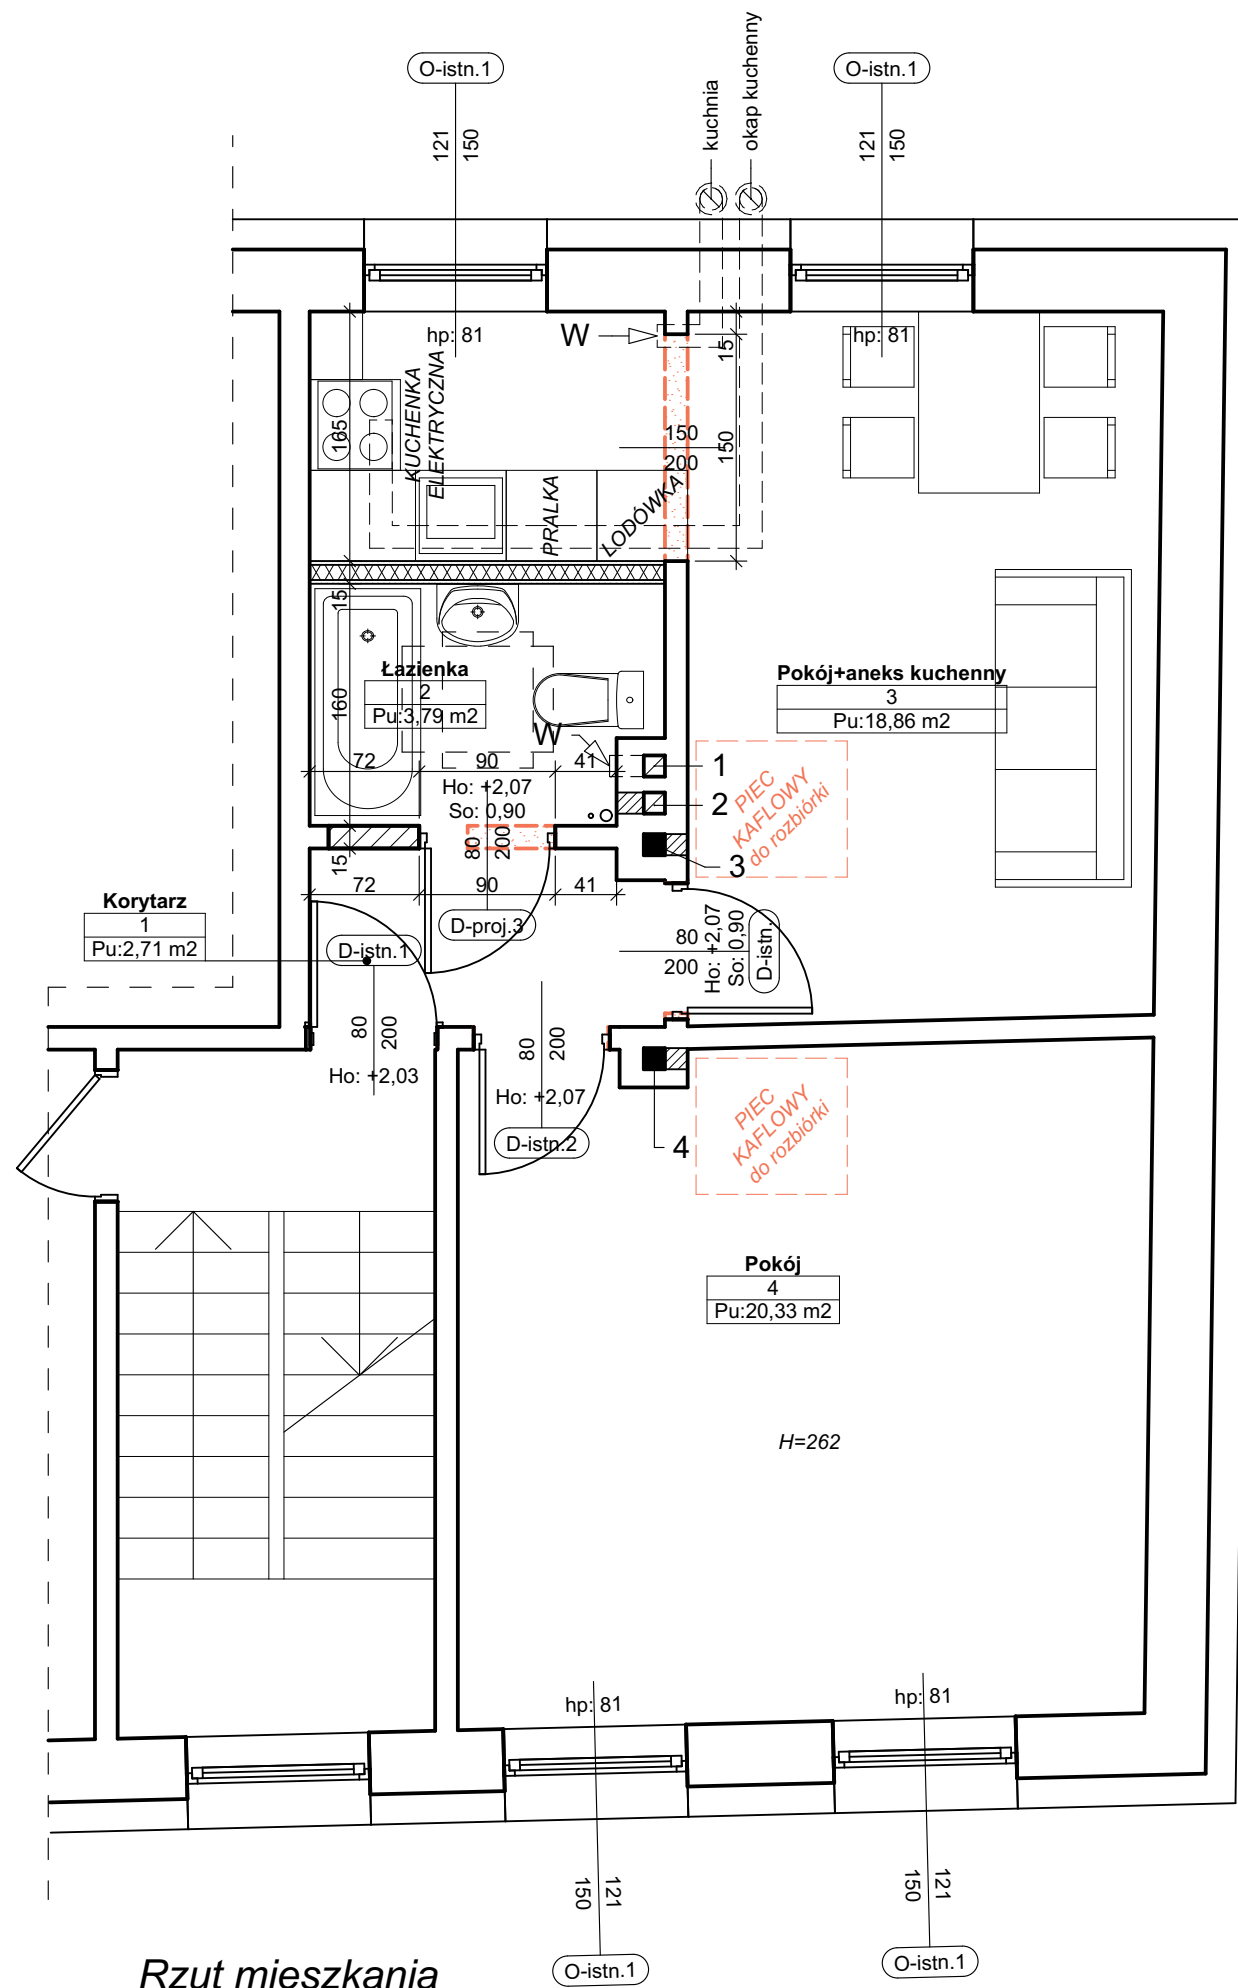 O-istn.1
O-istn.1
121
150
kuchnia
okap kuchenny
121
150
hp: 81
W
hp: 81
15
KUCHENKA
ELEKTRYCZNA
165
150
200
150
PRALKA
LODÓWKA
15
Łazienka
2
Pu:3,79 m2
160
Pokój+aneks kuchenny
3
Pu:18,86 m2
W
72
90
41
1
2
3
Ho: +2,07
So: 0,90
PIEC
KAFLOWY
do rozbiórki
80
200
15
72
90
41
Korytarz
1
Pu:2,71 m2
D-proj.3
D-istn.1
80
200
Ho: +2,07
So: 0,90
D-istn.
80
200
Ho: +2,03
80
200
Ho: +2,07
D-istn.2
4
PIEC
KAFLOWY
do rozbiórki
Pokój
4
Pu:20,33 m2
H=262
hp: 81
hp: 81
150
121
150
121
O-istn.1
O-istn.1
Rzut mieszkania